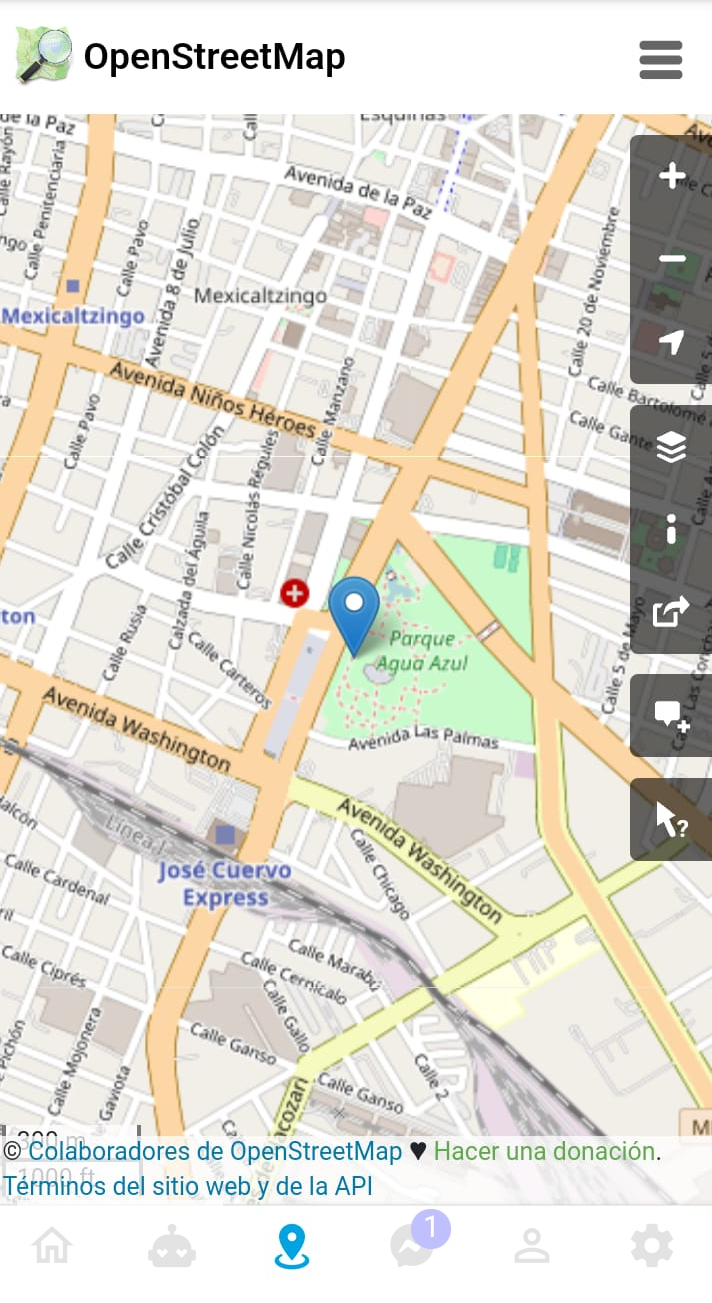 OpenStreetMap
de la Paz
Esquinas
Calle Penitenciaría
Avenida de la Paz
Calle Pavo
Avenida 8 de Julio
Calle 20 de Noviembre
Mexicaltzingo
Mexicaltzingo
Avenida Niños Héroes
Calle Manzano
Calle Bartolomé
Calle Gante
Calle Pavo
Calle Cristóbal Colón
Calle Nicolás Régules
Calzada del Águila
ton
Calle Rusia
Calle Carteros
Parque
Agua Azul
Calle 5 de Mayo
Avenida Washington
Avenida Las Palmas
Línea I
Avenida Washington
Calle Chicago
José Cuervo
Express
Calle Cardenal
Calle Ciprés
Calle Marabú
Calle Cernícalo
Calle Gallo
Calle Ganso
Calle Mojonera
Gaviota
Calle 2
Calle Ganso
300 m
1000 ft
© Colaboradores de OpenStreetMap ♥ Hacer una donación.
Términos del sitio web y de la API
1